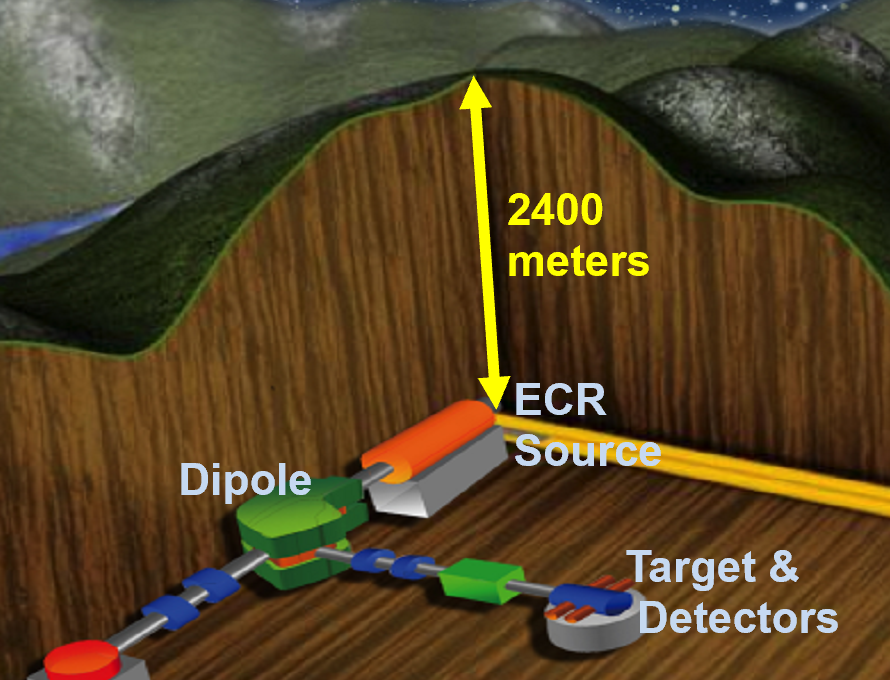 2400
meters
ECR
Source
Dipole
Target &
Detectors